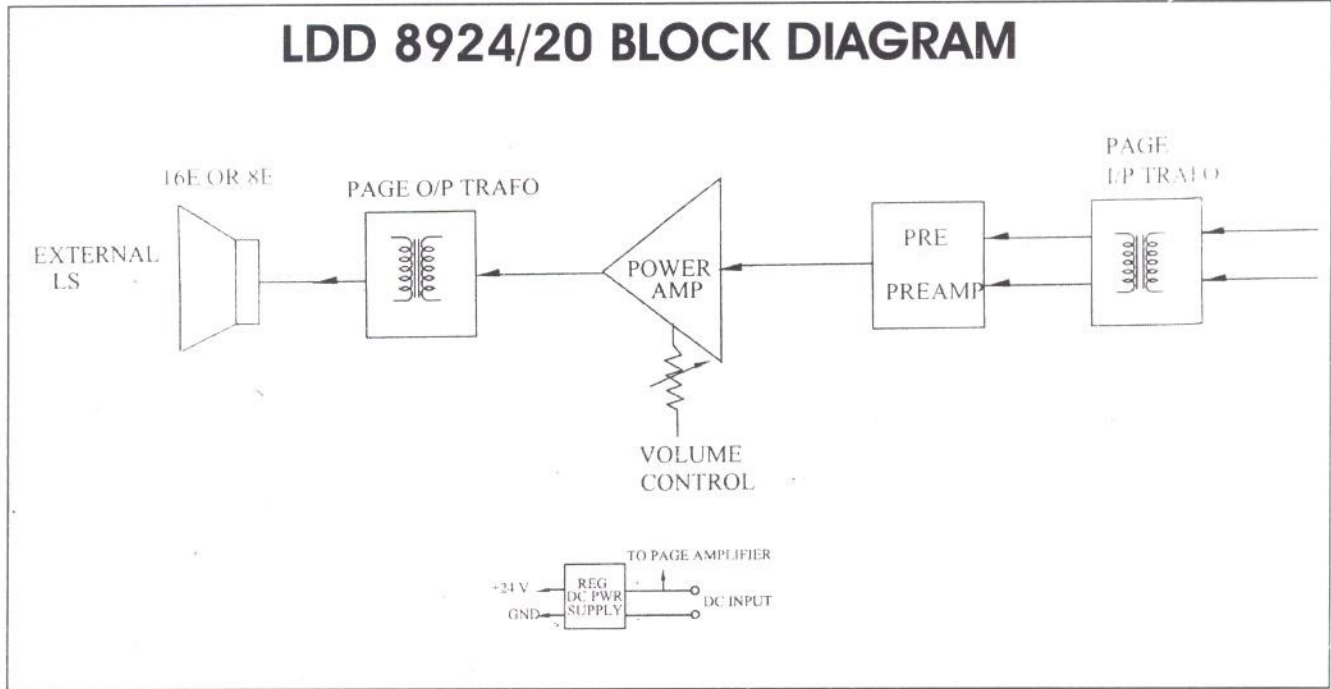 LDD 8924/20 BLOCK DIAGRAM
16E OR 8E
EXTERNAL
LS
PAGE O/P TRAFO
POWER
AMP
VOLUME
CONTROL
PRE
PREAMP
PAGE
I/P TRAFO
TO PAGE AMPLIFIER
+24 V
GND
REG
DC PWR
SUPPLY
DC INPUT